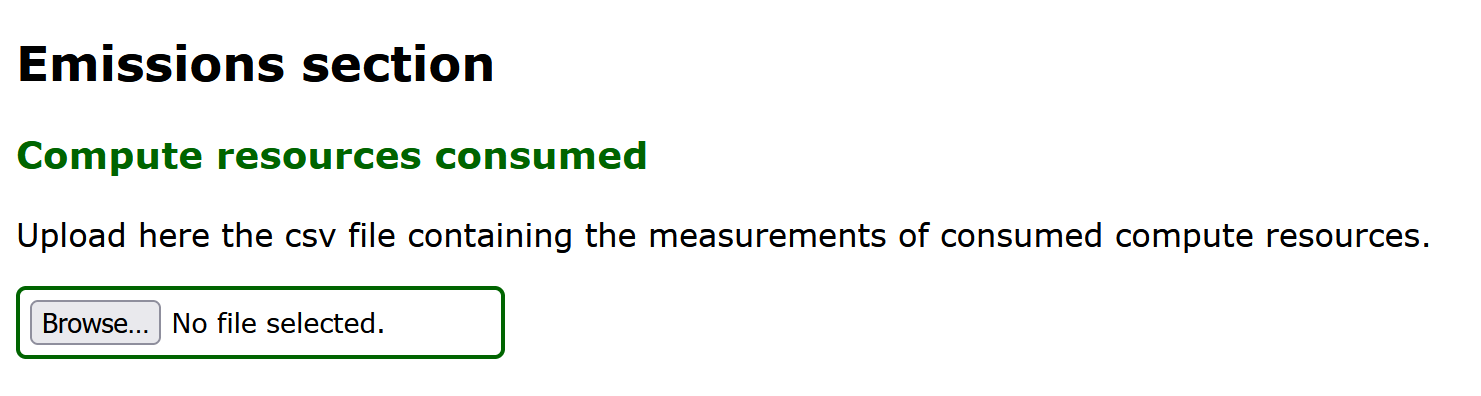 Emissions section
Compute resources consumed
Upload here the csv file containing the measurements of consumed compute resources.
Browse... No file selected.